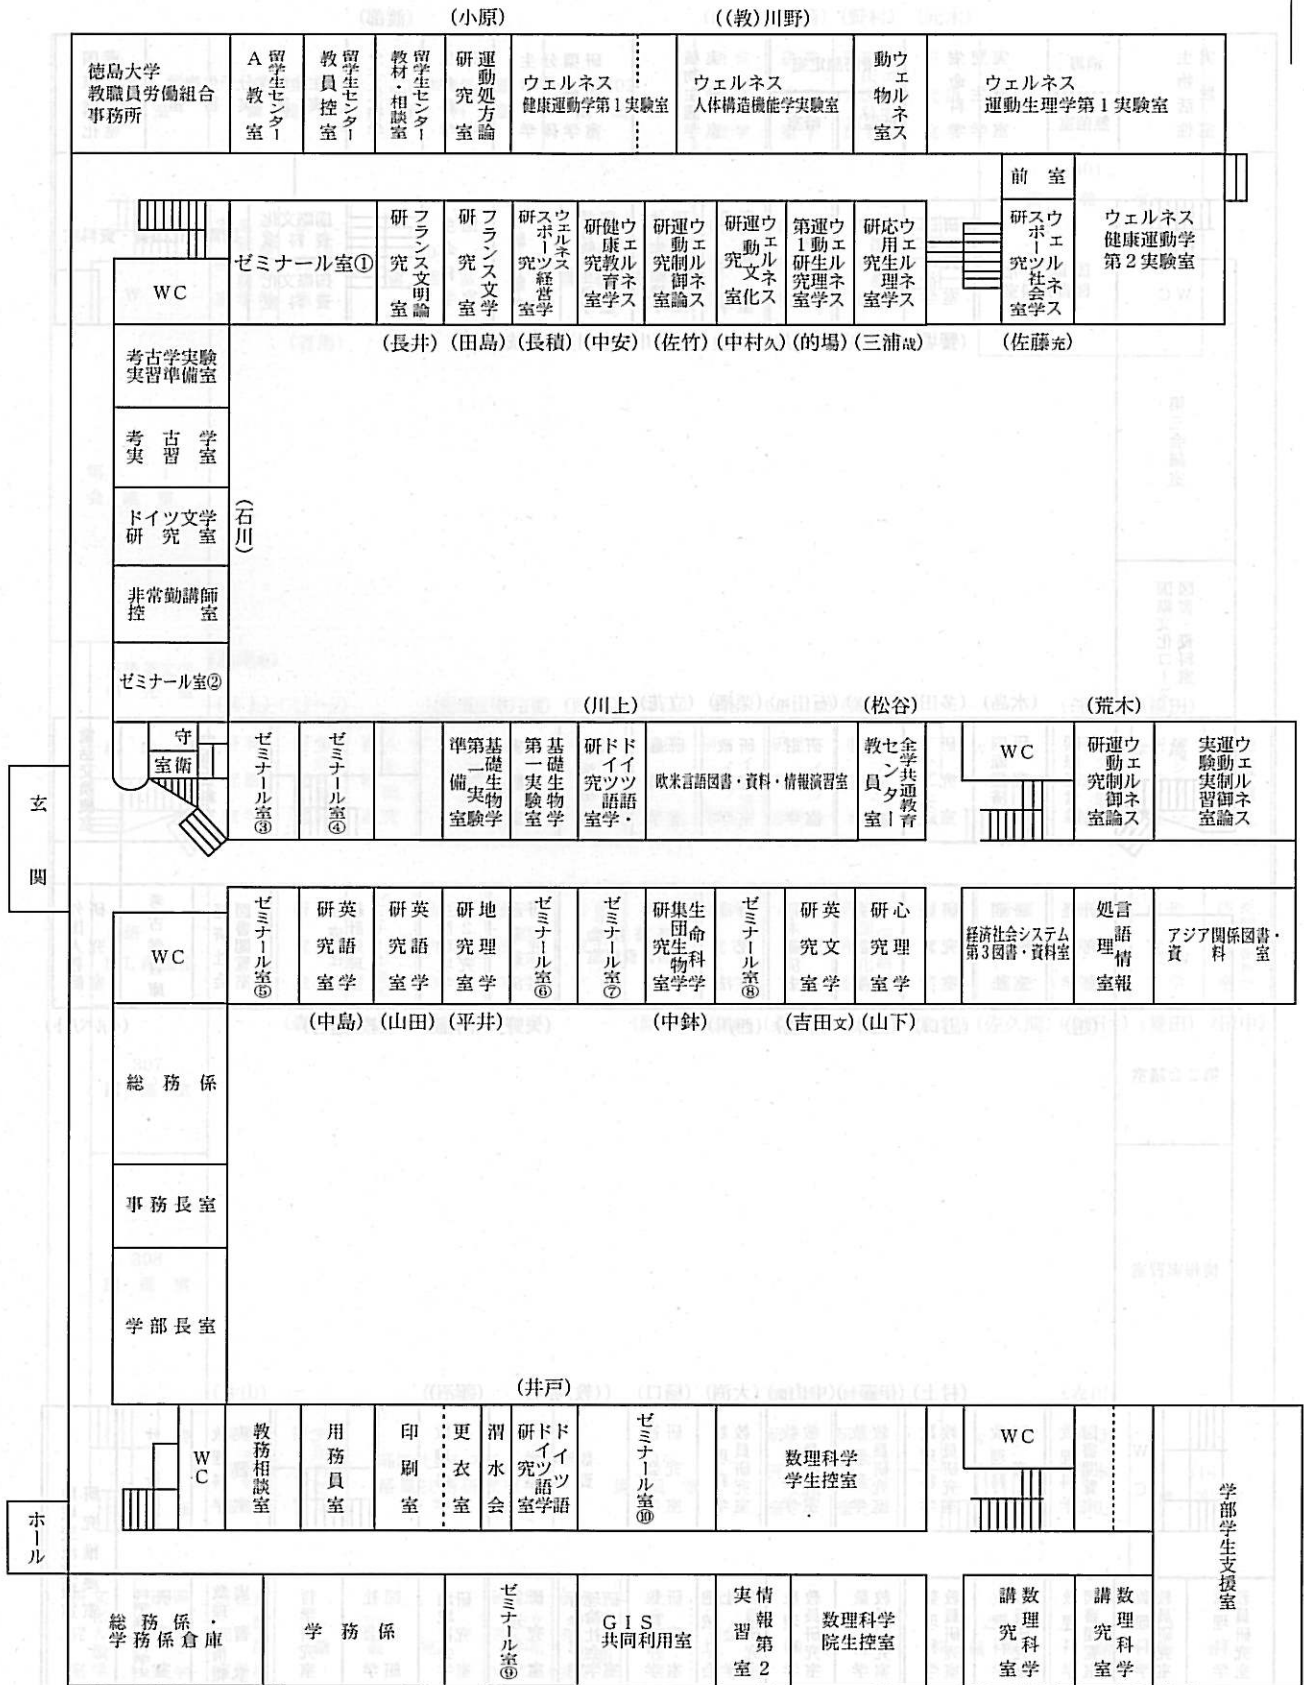 (小原)
((教)川野)
徳島大学
教職員労働組合
事務所
留学生センター
A教室
留学生センター
教員控室
留学生センター
教材・相談室
運動処方論
研究室
ウェルネス
健康運動学第1実験室
ウェルネス
人体構造機能学実験室
ウェルネス
動物室
ウェルネス
運動生理学第1実験室
前室
WC
ゼミナール室①
フランス文明論
研究室
フランス文学
研究室
ウェルネス
スポーツ経営学
研究室
ウェルネス
健康教育学
研究室
ウェルネス
運動制御論
研究室
ウェルネス
運動文化
研究室
ウェルネス
運動生理学
第1研究室
ウェルネス
応用生理学
研究室
ウェルネス
スポーツ社会学
研究室
ウェルネス
健康運動学
第2実験室
(長井)
(田島)
(長積)
(中安)
(佐竹)
(中村久)
(的場)
(三浦哉)
(佐藤充)
考古学実験
実習準備室
考古学
実習室
ドイツ文学
研究室
(石川)
非常勤講師
控室
ゼミナール室②
(川上)
(松谷)
(荒木)
守衛室
ゼミナール室③
ゼミナール室④
基礎生物学
第一実験
準備室
基礎生物学
第一実験室
ドイツ語・
ドイツ語学
研究室
欧米言語図書・資料・情報演習室
全学共通教育
センター
教員室
WC
ウェルネス
運動制御論
研究室
ウェルネス
運動制御論
実験実習室
玄関
WC
ゼミナール室⑤
英語学
研究室
英語学
研究室
地理学
研究室
ゼミナール室⑥
ゼミナール室⑦
生命科学
集団生物学
研究室
ゼミナール室⑧
英文学
研究室
心理学
研究室
経済社会システム
第3図書・資料室
言語情報
処理室
アジア関係図書・
資料室
(中島)
(山田)
(平井)
(中鉢)
(吉田文)
(山下)
総務係
事務長室
学部長室
(井戸)
WC
教務相談室
用務員室
印刷室
更衣室
渭水会
ドイツ語
ドイツ語学
研究室
ゼミナール室⑩
数理科学
学生控室
WC
学部学生支援室
ホール
総務係・
学務係倉庫
学務係
ゼミナール室⑨
GIS
共同利用室
情報第2
実習室
数理科学
院生控室
数理科学
講究室
数理科学
講究室